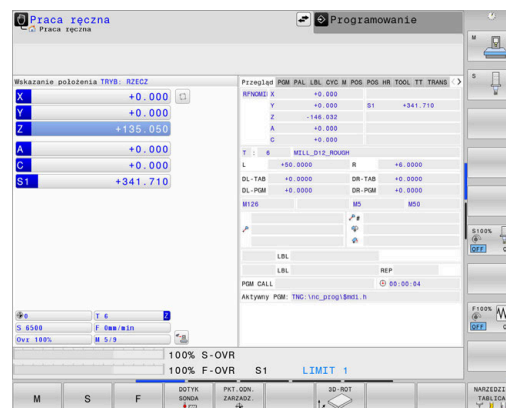 Praca ręczna
Praca ręczna
Programowanie
Wskazanie położenia TRYB: RZECZ
X +0.000
Y +0.000
Z +135.050
A +0.000
C +0.000
S1 +341.710
Przegląd PGM PAL LBL CYC M POS POS HR TOOL TT TRANS
RFNOMI X +0.000
Y +0.000 S1 +341.710
Z -146.032
A +0.000
C +0.000
T : 6 MILL_D12_ROUGH
L +50.0000 R +6.0000
DL-TAB +0.0000 DR-TAB +0.0000
DL-PGM +0.0000 DR-PGM +0.0000
M126 M5 M50
LBL
LBL REP
PGM CALL 00:00:04
Aktywny PGM: TNC:\nc_prog\$mdi.h
0 T 6 Z
S 6500 F 0mm/min
Ovr 100% M 5/9
100% S-OVR
100% F-OVR S1 LIMIT 1
M
S
S100%
OFF
F100%
OFF
M S F DOTYK SONDA PKT.ODN. ZARZADZ. 3D-ROT NARZEDZI TABLICA